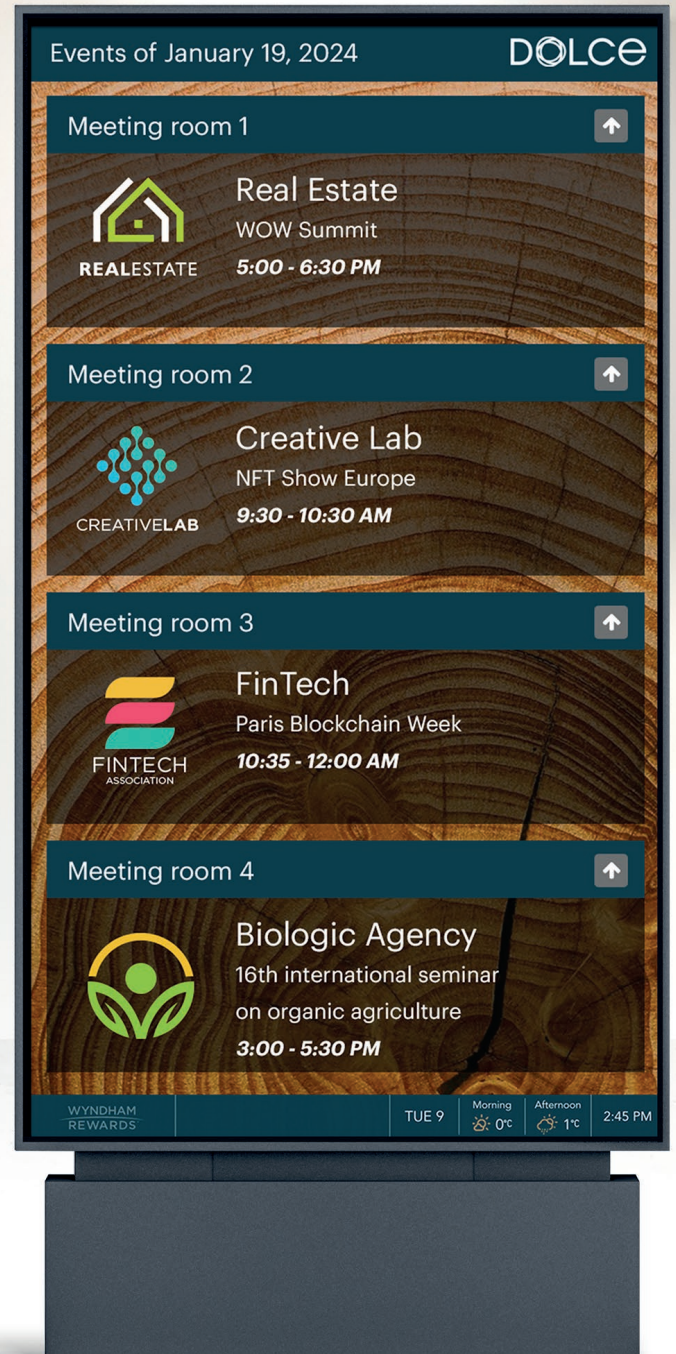 Events of January 19, 2024
DOLCE
Meeting room 1
REALESTATE
Real Estate
WOW Summit
5:00 - 6:30 PM
Meeting room 2
CREATIVELAB
Creative Lab
NFT Show Europe
9:30 - 10:30 AM
Meeting room 3
FINTECH
ASSOCIATION
FinTech
Paris Blockchain Week
10:35 - 12:00 AM
Meeting room 4
Biologic Agency
16th international seminar
on organic agriculture
3:00 - 5:30 PM
WYNDHAM
REWARDS
TUE 9
Morning
0°C
Afternoon
1°C
2:45 PM